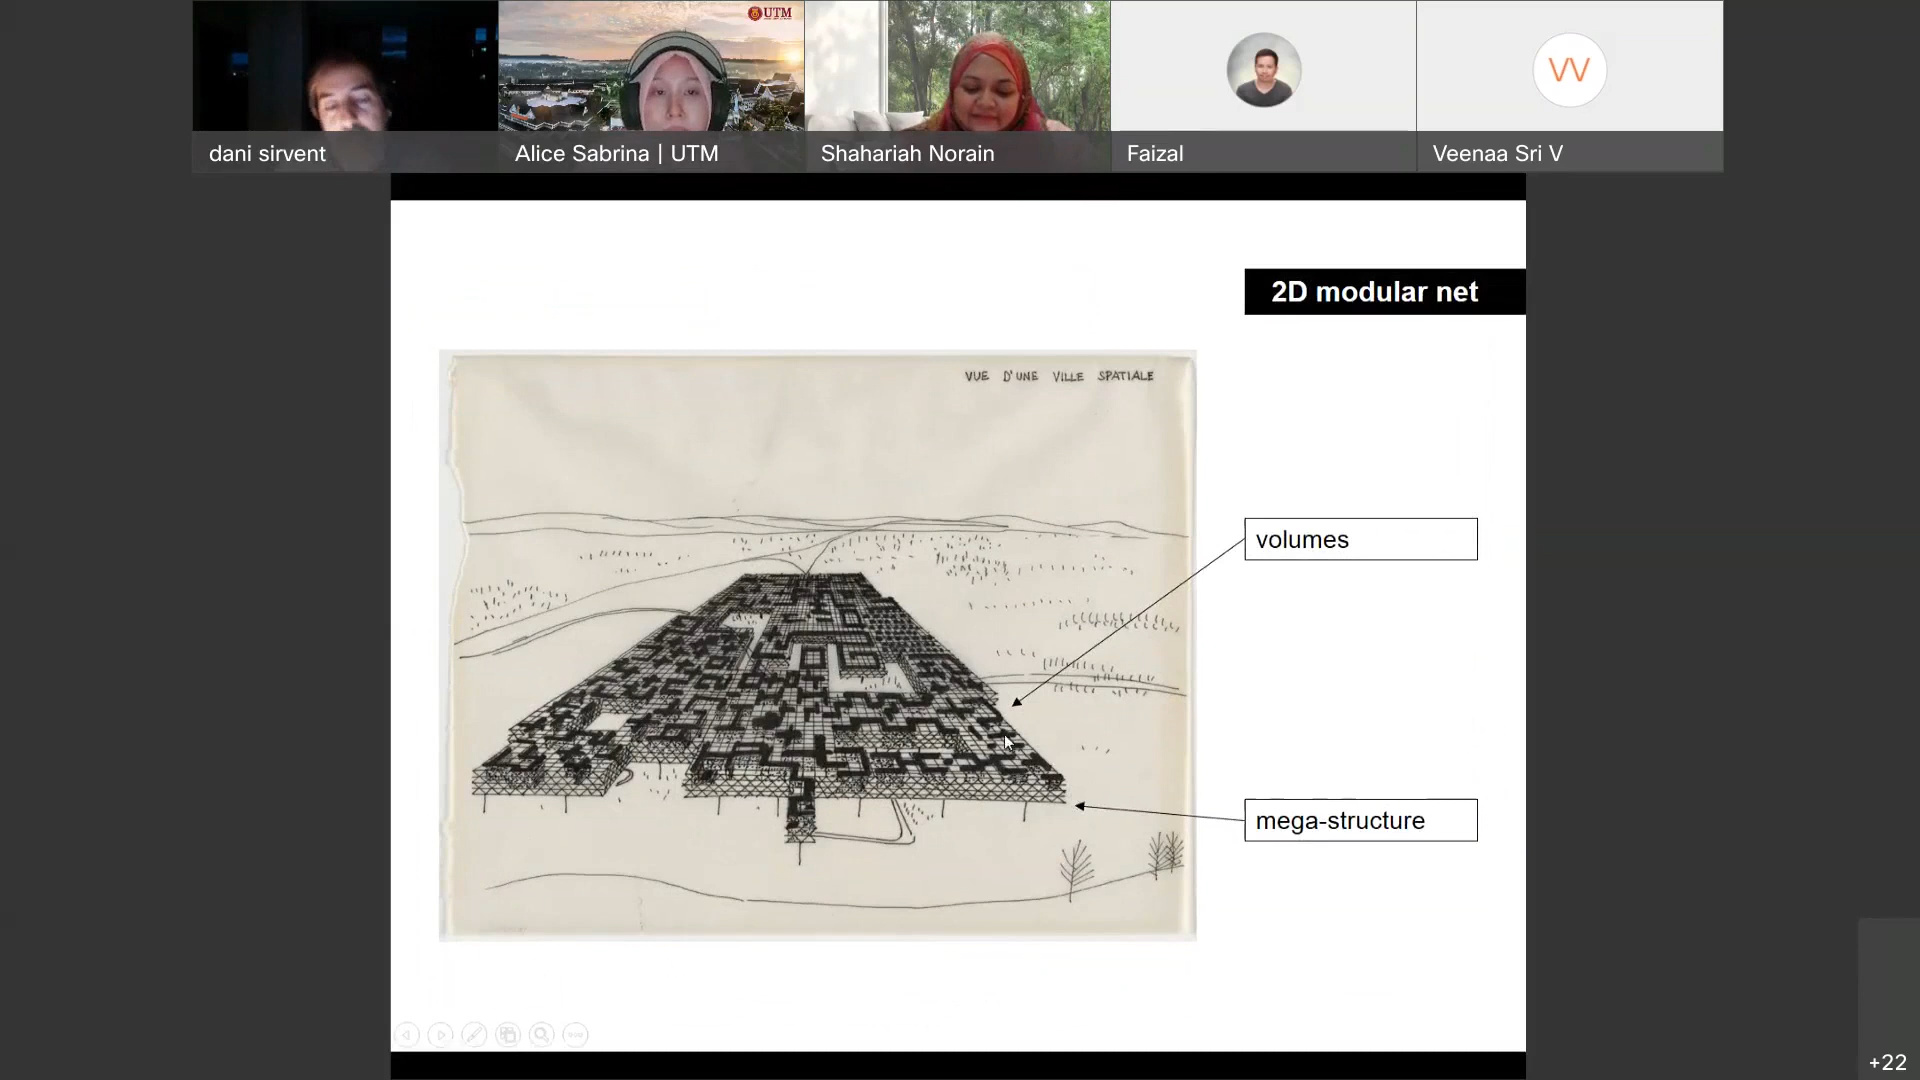 UTM
dani sirvent
Alice Sabrina | UTM
Shahariah Norain
Faizal
VV
Veenaa Sri V
2D modular net
VUE D'UNE VILLE SPATIALE
volumes
mega-structure
+22